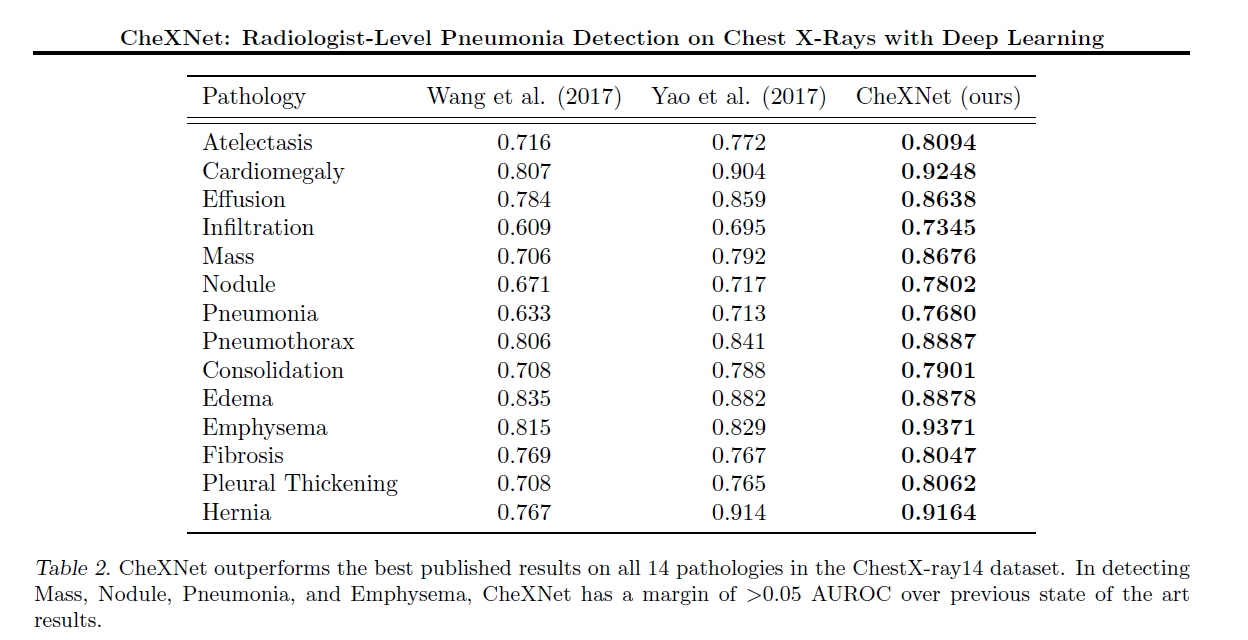 CheXNet: Radiologist-Level Pneumonia Detection on Chest X-Rays with Deep Learning
Pathology Wang et al. (2017) Yao et al. (2017) CheXNet (ours)
Atelectasis 0.716 0.772 0.8094
Cardiomegaly 0.807 0.904 0.9248
Effusion 0.784 0.859 0.8638
Infiltration 0.609 0.695 0.7345
Mass 0.706 0.792 0.8676
Nodule 0.671 0.717 0.7802
Pneumonia 0.633 0.713 0.7680
Pneumothorax 0.806 0.841 0.8887
Consolidation 0.708 0.788 0.7901
Edema 0.835 0.882 0.8878
Emphysema 0.815 0.829 0.9371
Fibrosis 0.769 0.767 0.8047
Pleural Thickening 0.708 0.765 0.8062
Hernia 0.767 0.914 0.9164
Table 2. CheXNet outperforms the best published results on all 14 pathologies in the ChestX-ray14 dataset. In detecting
Mass, Nodule, Pneumonia, and Emphysema, CheXNet has a margin of >0.05 AUROC over previous state of the art
results.